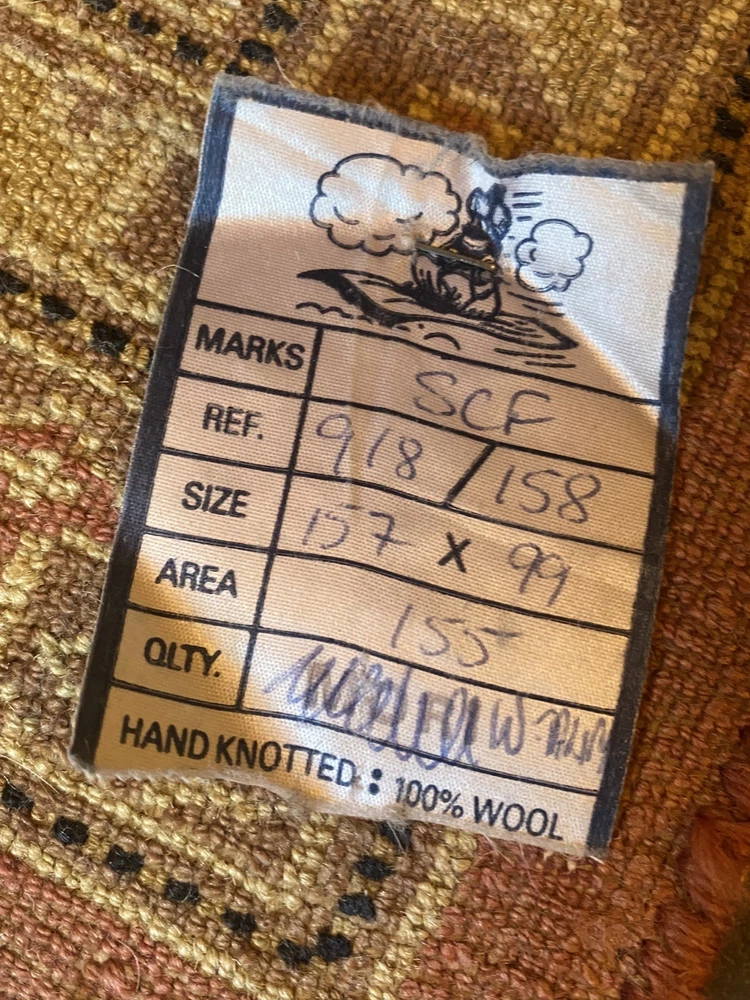 MARKS SCF
REF. 918 / 158
SIZE 157 X 99
AREA 155
QLTY. W.
HAND KNOTTED : 100% WOOL